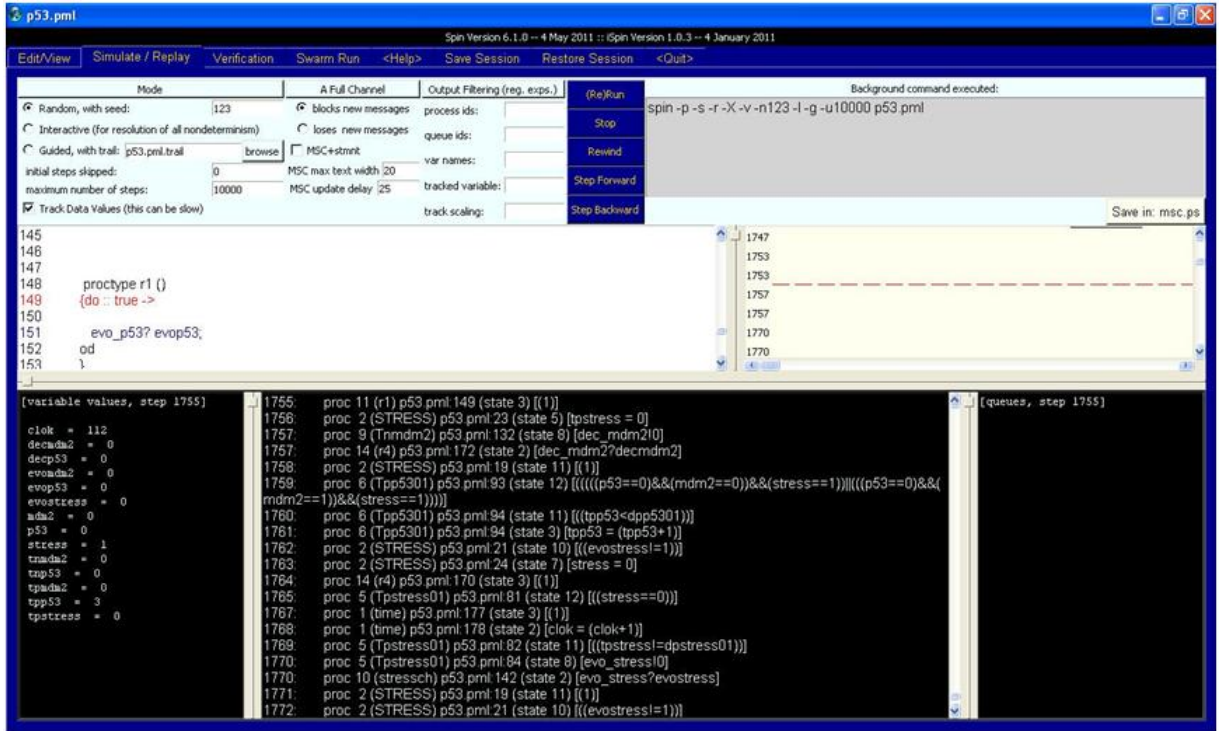 p53.pml
Spin Version 6.1.0 -- 4 May 2011 :: iSpin Version 1.0.3 -- 4 January 2011
Edit/View Simulate / Replay Verification Swarm Run <Help> Save Session Restore Session <Quit>
Mode
Random, with seed: 123
Interactive (for resolution of all nondeterminism)
Guided, with trail: p53.pml.trail browse
initial steps skipped: 0
maximum number of steps: 10000
Track Data Values (this can be slow)
A Full Channel
blocks new messages
loses new messages
MSC+stmnt
MSC max text width 20
MSC update delay 25
Output Filtering (reg. exps.)
process ids:
queue ids:
var names:
tracked variable:
track scaling:
(Re)Run
Stop
Rewind
Step Forward
Step Backward
Background command executed:
spin -p -s -r -X -v -n123 -l -g -u10000 p53.pml
Save in: msc.ps
145
146
147
148 proctype r1 ()
149 {do :: true ->
150
151 evo_p53? evop53;
152 od
153 }
1747
1753
1753
1757
1757
1770
1770
[variable values, step 1755]
clok = 112
decmdm2 = 0
decp53 = 0
evomdm2 = 0
evop53 = 0
evostress = 0
mdm2 = 0
p53 = 0
stress = 1
tnmdm2 = 0
tnp53 = 0
tpmdm2 = 0
tpp53 = 3
tpstress = 0
1755: proc 11 (r1) p53.pml:149 (state 3) [(1)]
1756: proc 2 (STRESS) p53.pml:23 (state 5) [tpstress = 0]
1757: proc 9 (Tnmdm2) p53.pml:132 (state 8) [dec_mdm2!0]
1757: proc 14 (r4) p53.pml:172 (state 2) [dec_mdm2?decmdm2]
1758: proc 2 (STRESS) p53.pml:19 (state 11) [(1)]
1759: proc 6 (Tpp5301) p53.pml:93 (state 12) [((((((p53==0)&&(mdm2==0))&&(stress==1))||(((p53==0)&&(
mdm2==1))&&(stress==1))))]
1760: proc 6 (Tpp5301) p53.pml:94 (state 11) [((tpp53<dpp5301))]
1761: proc 6 (Tpp5301) p53.pml:94 (state 3) [tpp53 = (tpp53+1)]
1762: proc 2 (STRESS) p53.pml:21 (state 10) [((evostress!=1))]
1763: proc 2 (STRESS) p53.pml:24 (state 7) [stress = 0]
1764: proc 14 (r4) p53.pml:170 (state 3) [(1)]
1765: proc 5 (Tpstress01) p53.pml:81 (state 12) [((stress==0))]
1767: proc 1 (time) p53.pml:177 (state 3) [(1)]
1768: proc 1 (time) p53.pml:178 (state 2) [clok = (clok+1)]
1769: proc 5 (Tpstress01) p53.pml:82 (state 11) [((tpstress!=dpstress01))]
1770: proc 5 (Tpstress01) p53.pml:84 (state 8) [evo_stress!0]
1770: proc 10 (stressch) p53.pml:142 (state 2) [evo_stress?evostress]
1771: proc 2 (STRESS) p53.pml:19 (state 11) [(1)]
1772: proc 2 (STRESS) p53.pml:21 (state 10) [((evostress!=1))]
[queues, step 1755]